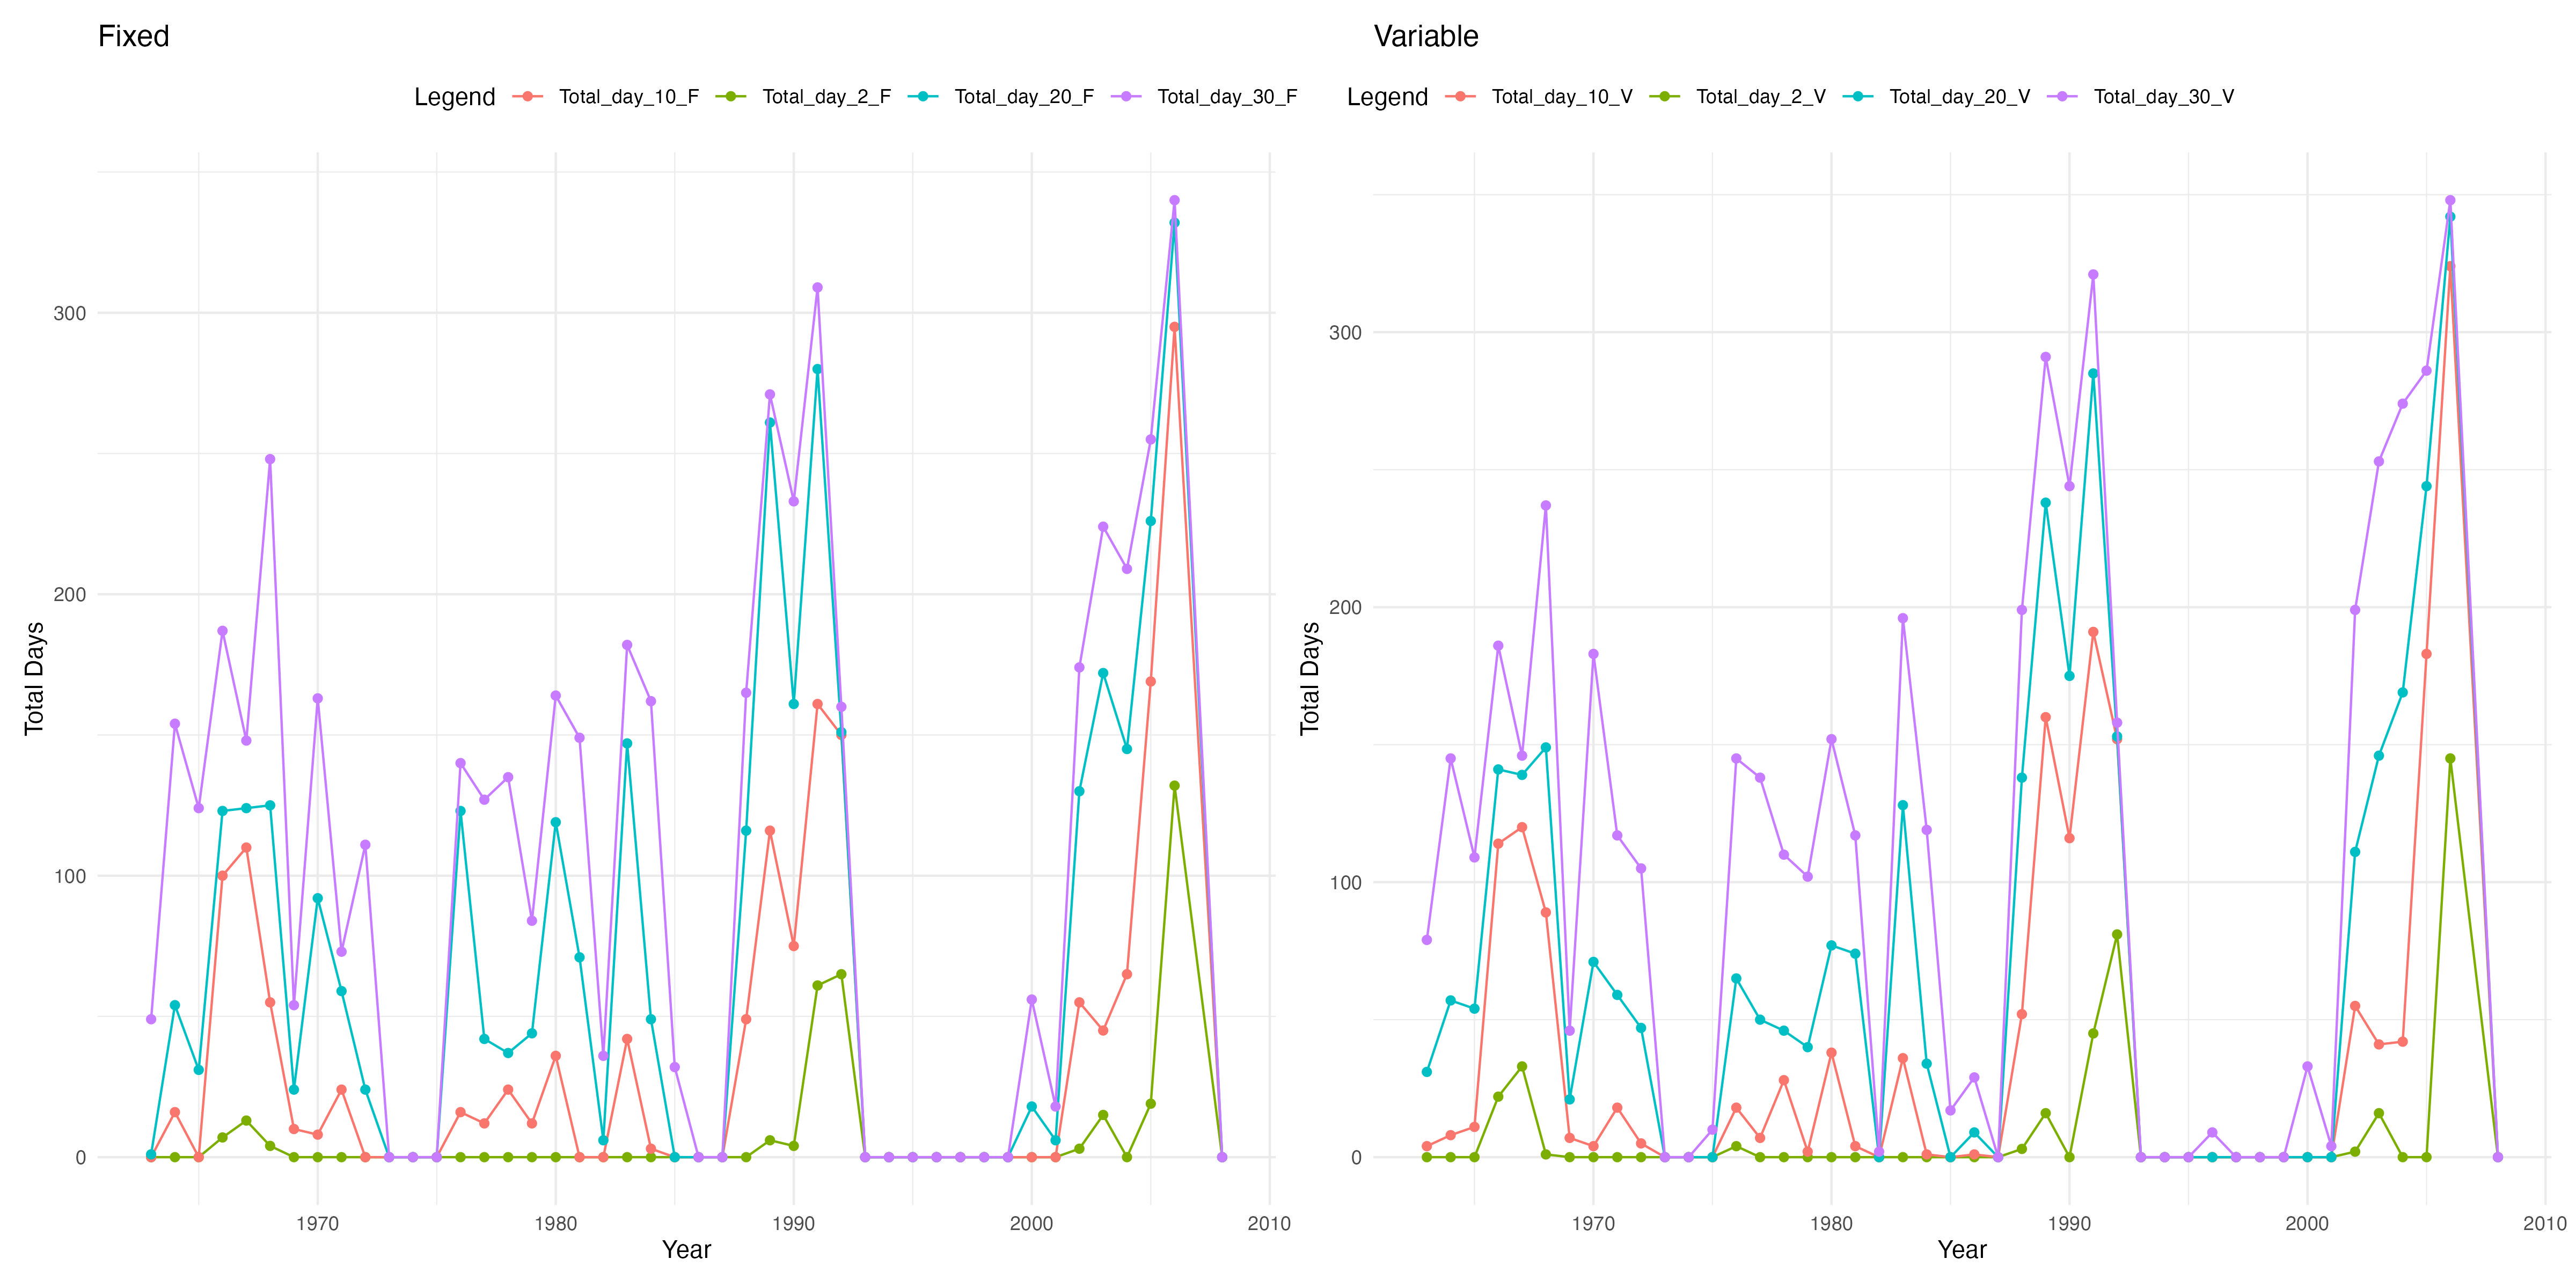 Fixed
Legend Total_day_10_F Total_day_2_F Total_day_20_F Total_day_30_F
Total Days
300
200
100
0
1970 1980 1990 2000 2010
Year
Variable
Legend Total_day_10_V Total_day_2_V Total_day_20_V Total_day_30_V
Total Days
300
200
100
0
1970 1980 1990 2000 2010
Year